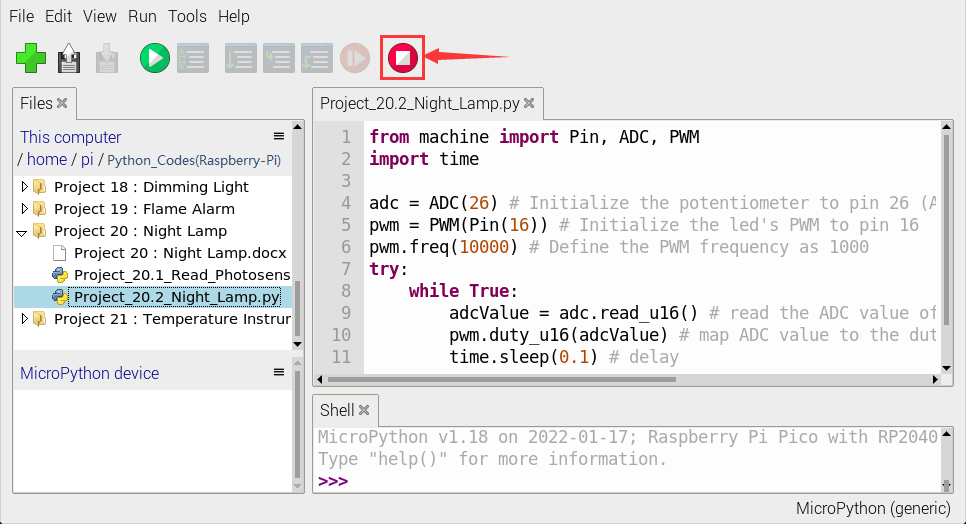 File Edit View Run Tools Help
Files
This computer
/ home / pi / Python_Codes(Raspberry-Pi)
Project 18 : Dimming Light
Project 19 : Flame Alarm
Project 20 : Night Lamp
Project 20 : Night Lamp.docx
Project_20.1_Read_Photosens
Project_20.2_Night_Lamp.py
Project 21 : Temperature Instrur
MicroPython device
Project_20.2_Night_Lamp.py
1 from machine import Pin, ADC, PWM
2 import time
3
4 adc = ADC(26) # Initialize the potentiometer to pin 26 (A
5 pwm = PWM(Pin(16)) # Initialize the led's PWM to pin 16
6 pwm.freq(10000) # Define the PWM frequency as 1000
7 try:
8 while True:
9 adcValue = adc.read_u16() # read the ADC value of
10 pwm.duty_u16(adcValue) # map ADC value to the dut
11 time.sleep(0.1) # delay
Shell
MicroPython v1.18 on 2022-01-17; Raspberry Pi Pico with RP2040
Type "help()" for more information.
>>>
MicroPython (generic)